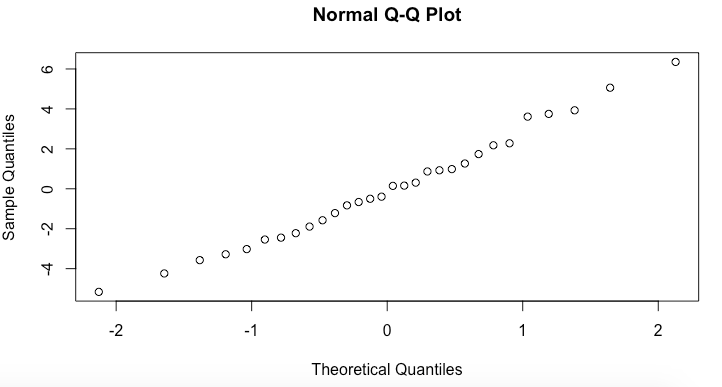 Normal Q-Q Plot
Sample Quantiles
6
4
2
0
-2
-4
-2 -1 0 1 2
Theoretical Quantiles